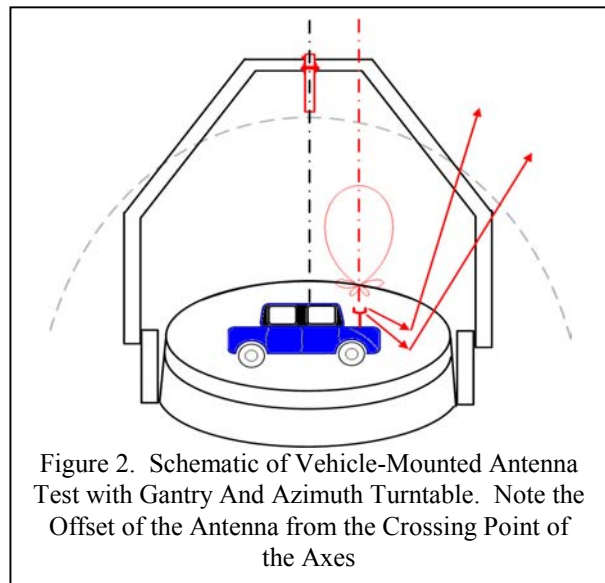 Figure 2. Schematic of Vehicle-Mounted Antenna
Test with Gantry And Azimuth Turntable. Note the
Offset of the Antenna from the Crossing Point of
the Axes